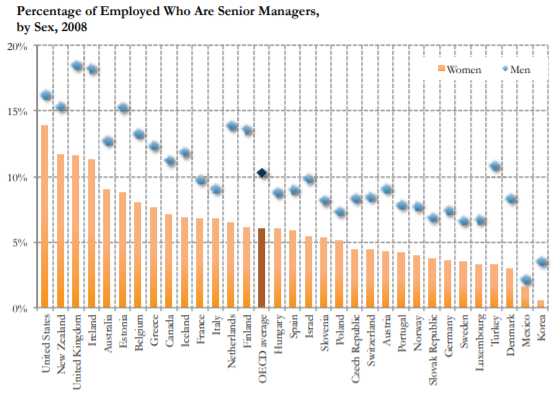 Percentage of Employed Who Are Senior Managers,
by Sex, 2008
20%
Women
Men
15%
10%
5%
0%
United States
New Zealand
United Kingdom
Ireland
Australia
Estonia
Belgium
Greece
Canada
Iceland
France
Italy
Netherlands
Finland
OECD average
Hungary
Spain
Israel
Slovenia
Poland
Czech Republic
Switzerland
Austria
Portugal
Norway
Slovak Republic
Germany
Sweden
Luxembourg
Turkey
Denmark
Mexico
Korea